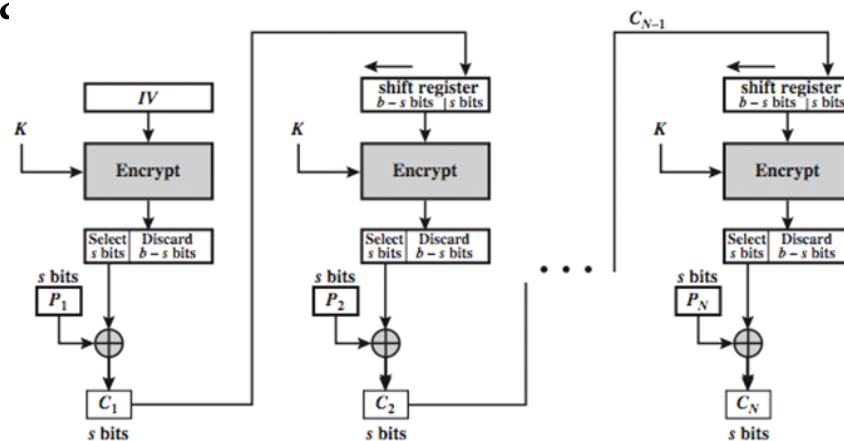 C_{N-1}
IV
shift register
b – s bits | s bits
shift register
b – s bits | s bits
K
K
K
Encrypt
Encrypt
Encrypt
Select Discard
s bits b – s bits
Select Discard
s bits b – s bits
Select Discard
s bits b – s bits
s bits
s bits
s bits
P_1
P_2
P_N
C_1
C_2
C_N
s bits
s bits
s bits